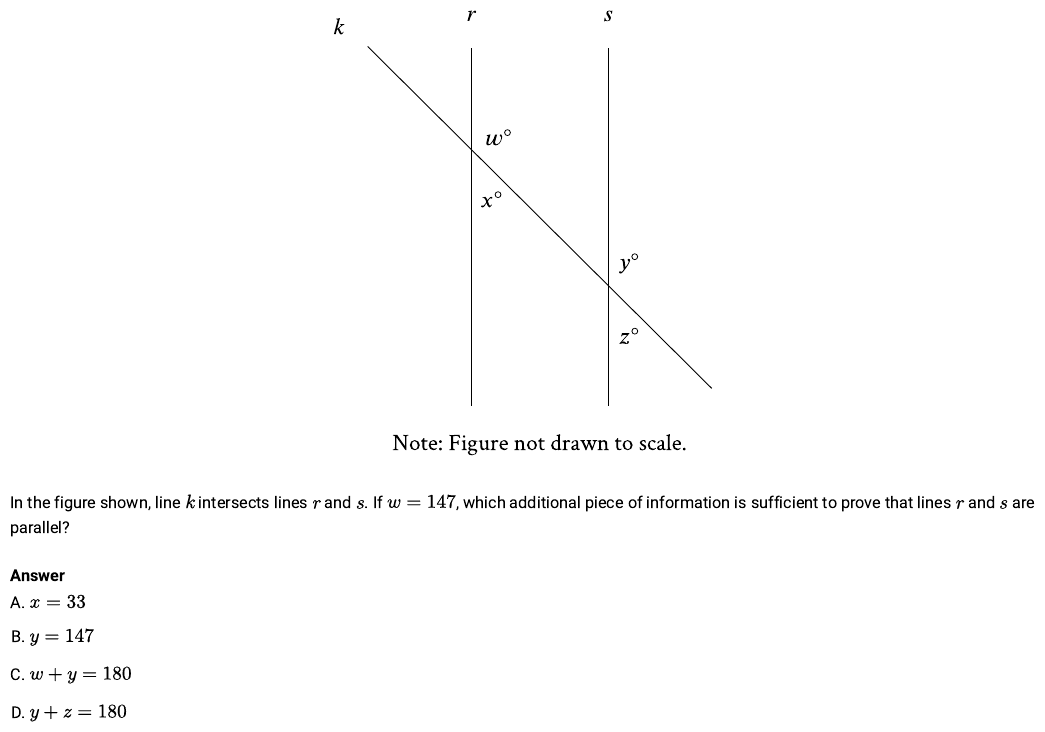 k
r
s
w°
x°
y°
z°
Note: Figure not drawn to scale.
In the figure shown, line k intersects lines r and s. If w = 147, which additional piece of information is sufficient to prove that lines r and s are
parallel?
Answer
A. x = 33
B. y = 147
C. w + y = 180
D. y + z = 180